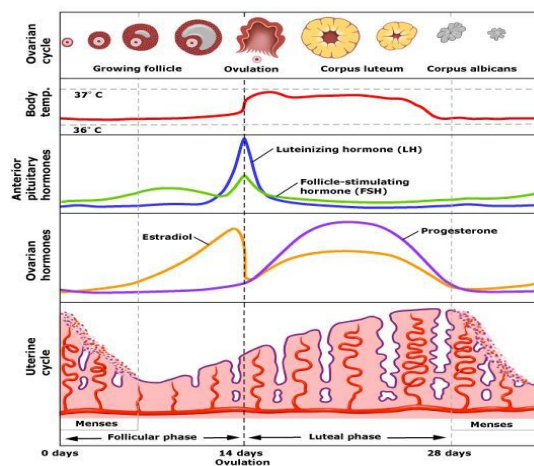 Ovarian
cycle
Growing follicle
Ovulation
Corpus luteum
Corpus albicans
Body
temp.
37° C
36° C
Anterior
pituitary
hormones
Luteinizing hormone (LH)
Follicle-stimulating
hormone (FSH)
Ovarian
hormones
Estradiol
Progesterone
Uterine
cycle
Menses
Menses
Follicular phase
Luteal phase
0 days
14 days
28 days
Ovulation